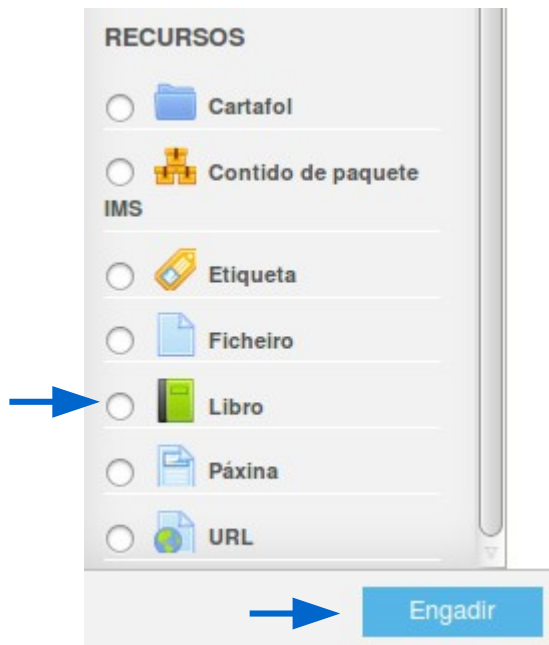 RECURSOS
Cartafol
Contido de paquete
IMS
Etiqueta
Ficheiro
Libro
Páxina
URL
Engadir